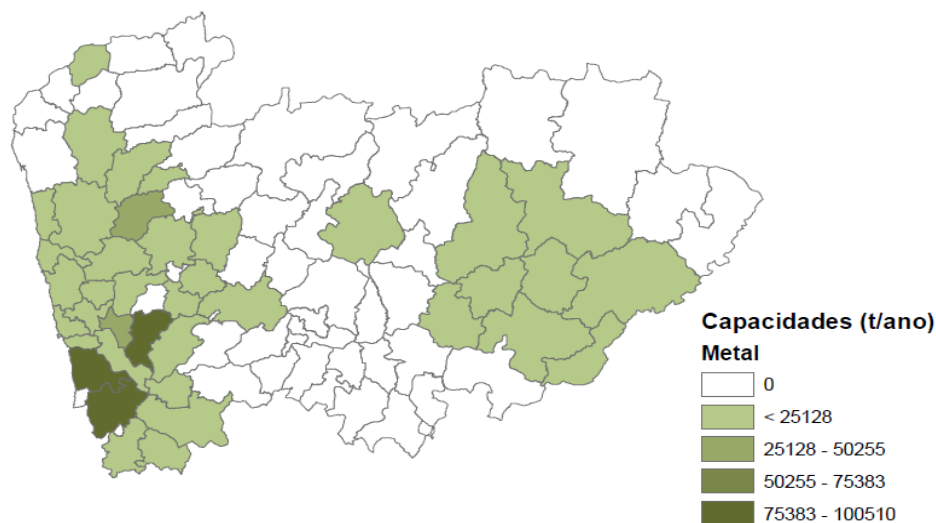 Capacidades (t/ano)
Metal
0
< 25128
25128 - 50255
50255 - 75383
75383 - 100510